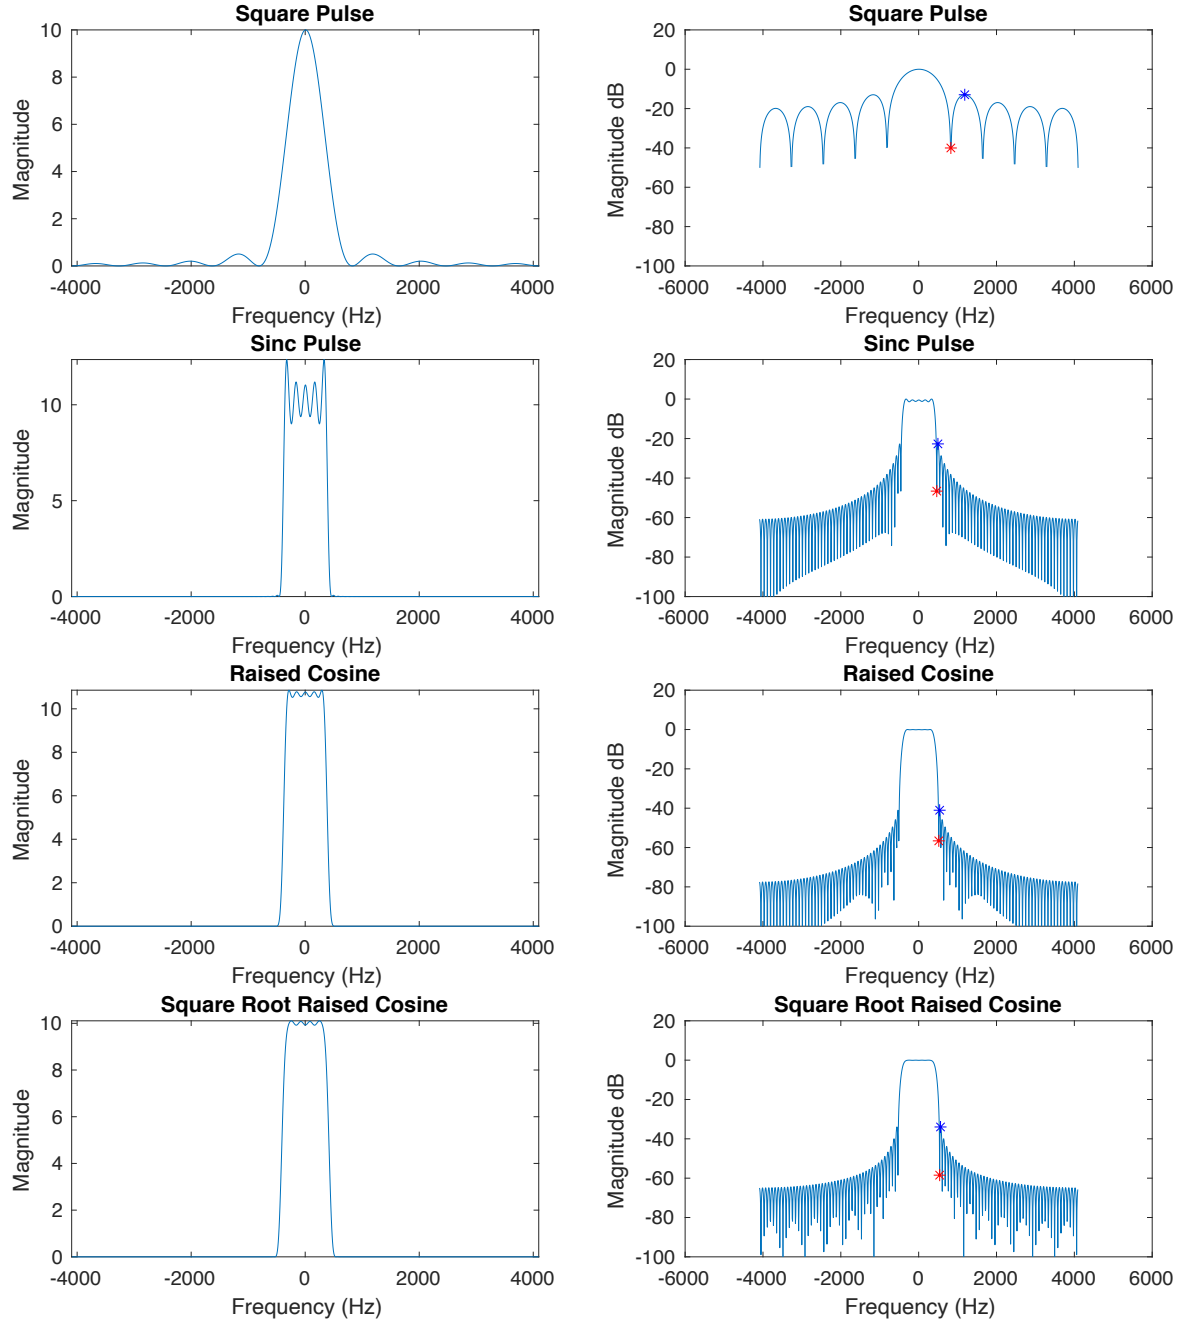 Square Pulse
10
8
6
4
2
0
Magnitude
-4000 -2000 0 2000 4000
Frequency (Hz)
Square Pulse
20
0
-20
-40
-60
-80
-100
Magnitude dB
-6000 -4000 -2000 0 2000 4000 6000
Frequency (Hz)
Sinc Pulse
10
5
0
Magnitude
-4000 -2000 0 2000 4000
Frequency (Hz)
Sinc Pulse
20
0
-20
-40
-60
-80
-100
Magnitude dB
-6000 -4000 -2000 0 2000 4000 6000
Frequency (Hz)
Raised Cosine
10
8
6
4
2
0
Magnitude
-4000 -2000 0 2000 4000
Frequency (Hz)
Raised Cosine
20
0
-20
-40
-60
-80
-100
Magnitude dB
-6000 -4000 -2000 0 2000 4000 6000
Frequency (Hz)
Square Root Raised Cosine
10
8
6
4
2
0
Magnitude
-4000 -2000 0 2000 4000
Frequency (Hz)
Square Root Raised Cosine
20
0
-20
-40
-60
-80
-100
Magnitude dB
-6000 -4000 -2000 0 2000 4000 6000
Frequency (Hz)